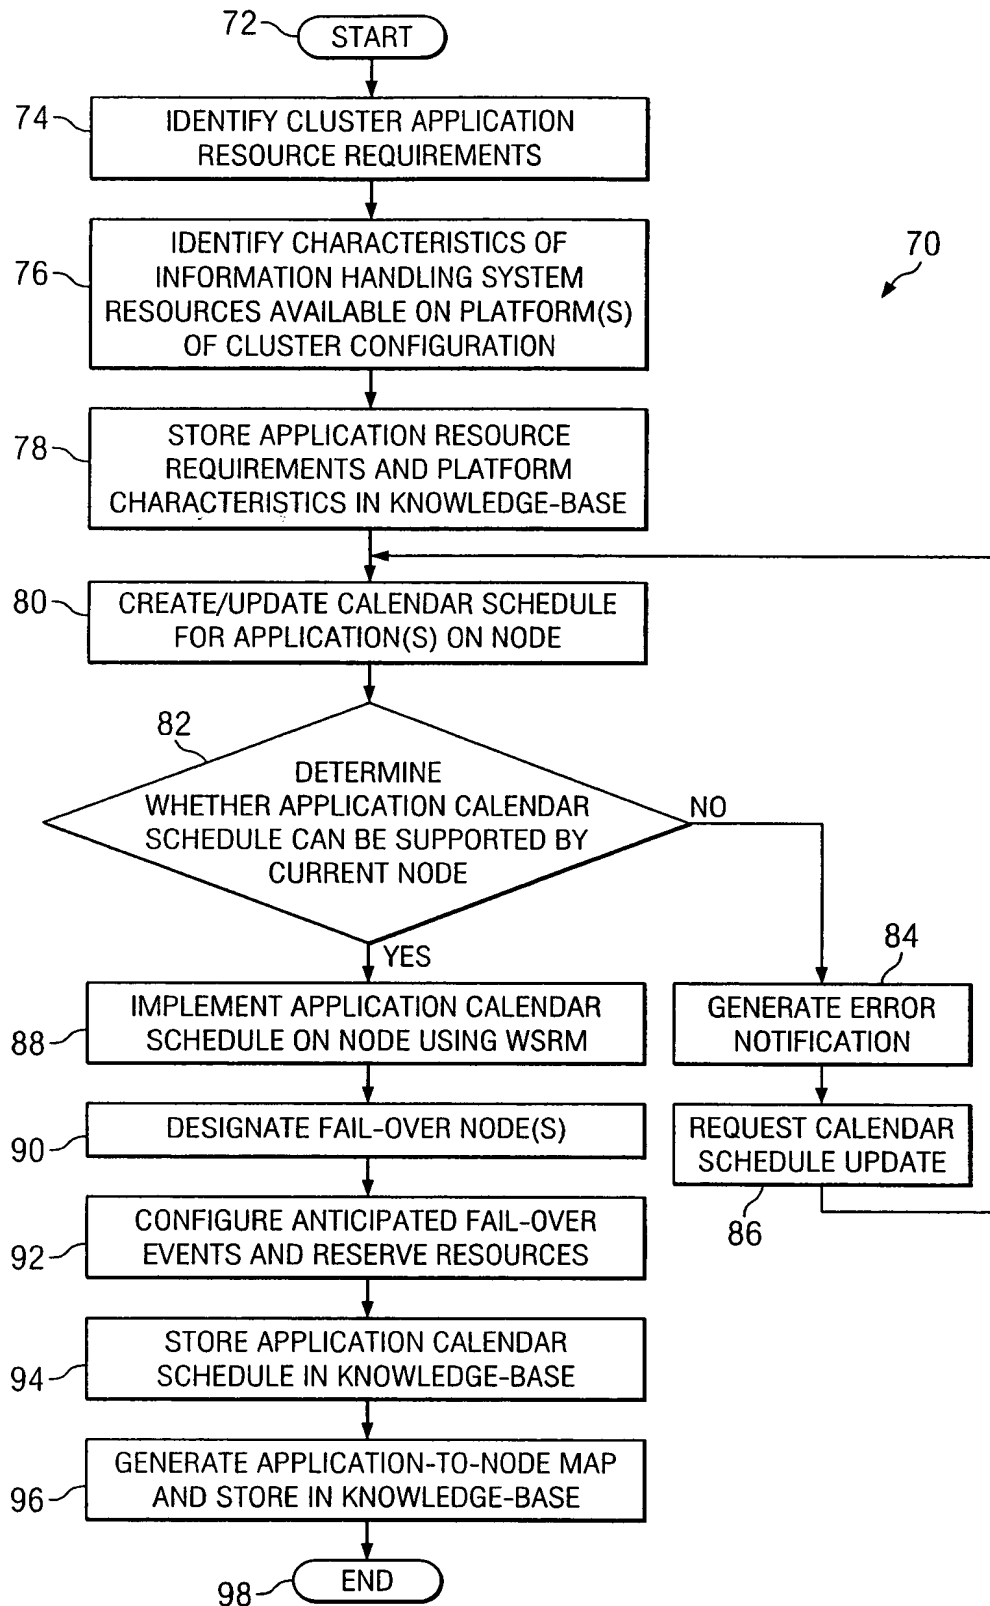 72
START
74
IDENTIFY CLUSTER APPLICATION
RESOURCE REQUIREMENTS
76
IDENTIFY CHARACTERISTICS OF
INFORMATION HANDLING SYSTEM
RESOURCES AVAILABLE ON PLATFORM(S)
OF CLUSTER CONFIGURATION
70
78
STORE APPLICATION RESOURCE
REQUIREMENTS AND PLATFORM
CHARACTERISTICS IN KNOWLEDGE-BASE
80
CREATE/UPDATE CALENDAR SCHEDULE
FOR APPLICATION(S) ON NODE
82
DETERMINE
WHETHER APPLICATION CALENDAR
SCHEDULE CAN BE SUPPORTED BY
CURRENT NODE
NO
YES
84
GENERATE ERROR
NOTIFICATION
REQUEST CALENDAR
SCHEDULE UPDATE
86
88
IMPLEMENT APPLICATION CALENDAR
SCHEDULE ON NODE USING WSRM
90
DESIGNATE FAIL-OVER NODE(S)
92
CONFIGURE ANTICIPATED FAIL-OVER
EVENTS AND RESERVE RESOURCES
94
STORE APPLICATION CALENDAR
SCHEDULE IN KNOWLEDGE-BASE
96
GENERATE APPLICATION-TO-NODE MAP
AND STORE IN KNOWLEDGE-BASE
98
END